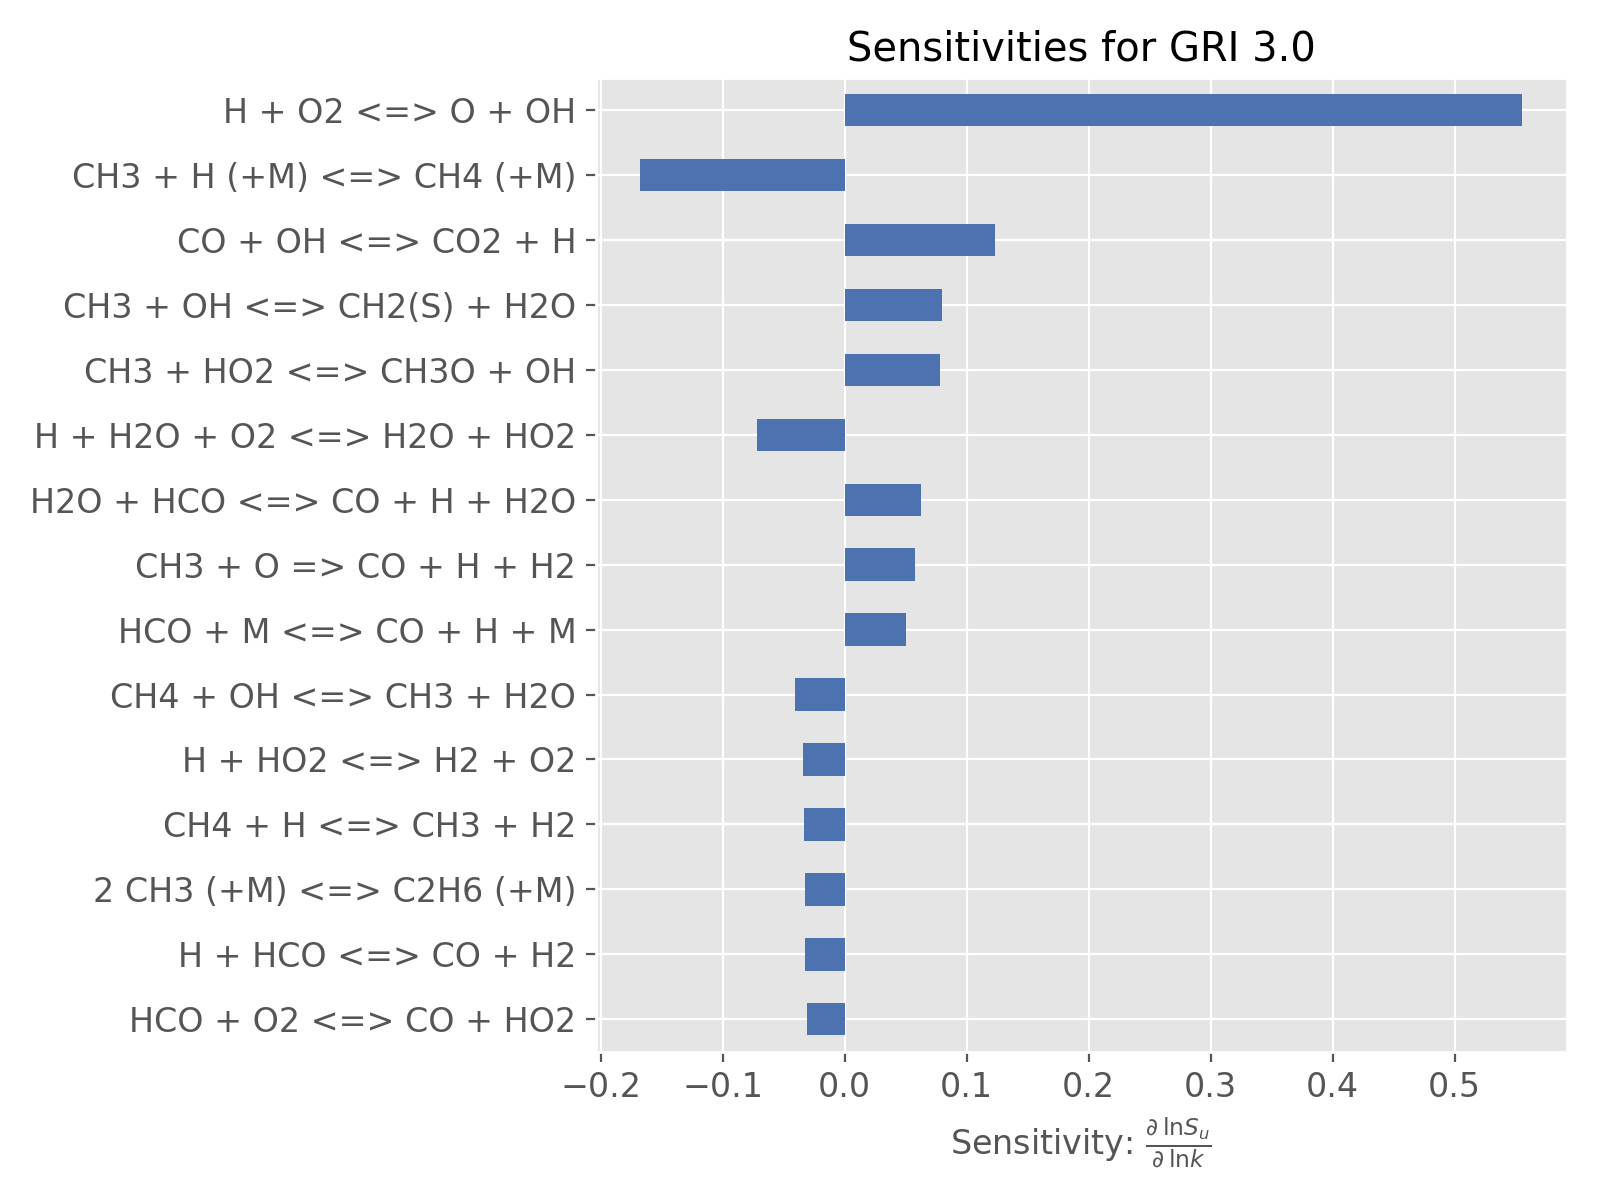 Sensitivities for GRI 3.0
H + O2 <=> O + OH
CH3 + H (+M) <=> CH4 (+M)
CO + OH <=> CO2 + H
CH3 + OH <=> CH2(S) + H2O
CH3 + HO2 <=> CH3O + OH
H + H2O + O2 <=> H2O + HO2
H2O + HCO <=> CO + H + H2O
CH3 + O => CO + H + H2
HCO + M <=> CO + H + M
CH4 + OH <=> CH3 + H2O
H + HO2 <=> H2 + O2
CH4 + H <=> CH3 + H2
2 CH3 (+M) <=> C2H6 (+M)
H + HCO <=> CO + H2
HCO + O2 <=> CO + HO2
−0.2 −0.1 0.0 0.1 0.2 0.3 0.4 0.5
Sensitivity: ∂ lnSᵤ / ∂ lnk